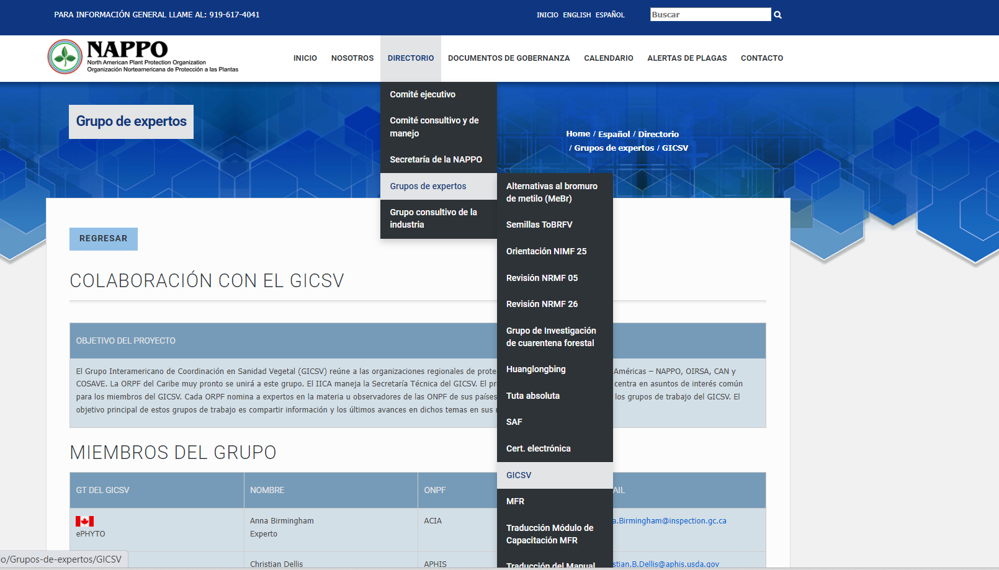 PARA INFORMACIÓN GENERAL LLAME AL: 919-617-4041
INICIO ENGLISH ESPAÑOL
Buscar
NAPPO
North American Plant Protection Organization
Organización Norteamericana de Protección a las Plantas
INICIO NOSOTROS DIRECTORIO DOCUMENTOS DE GOBERNANZA CALENDARIO ALERTAS DE PLAGAS CONTACTO
Comité ejecutivo
Comité consultivo y de
manejo
Secretaría de la NAPPO
Grupos de expertos
Grupo consultivo de la
industria
Alternativas al bromuro
de metilo (MeBr)
Semillas ToBRFV
Orientación NIMF 25
Revisión NRMF 05
Revisión NRMF 26
Grupo de Investigación
de cuarentena forestal
Huanglongbing
Tuta absoluta
SAF
Cert. electrónica
GICSV
MFR
Traducción Módulo de
Capacitación MFR
Traducción del Manual
Grupo de expertos
Home / Español / Directorio
/ Grupos de expertos / GICSV
REGRESAR
COLABORACIÓN CON EL GICSV
OBJETIVO DEL PROYECTO
El Grupo Interamericano de Coordinación en Sanidad Vegetal (GICSV) reúne a las organizaciones regionales de Américas – NAPPO, OIRSA, CAN y
COSAVE. La ORPF del Caribe muy pronto se unirá a este grupo. El IICA maneja la Secretaría Técnica del GICSV. El centra en asuntos de interés común
para los miembros del GICSV. Cada ORPF nomina a expertos en la materia u observadores de las ONPF de sus países los grupos de trabajo del GICSV. El
objetivo principal de estos grupos de trabajo es compartir información y los últimos avances en dichos temas en sus
MIEMBROS DEL GRUPO
GT DEL GICSV NOMBRE ONPF AIL
ePHYTO
Anna Birmingham
Experto
ACIA
a.Birmingham@inspection.gc.ca
Christian Dellis
APHIS
stian.B.Dellis@aphis.usda.gov
o/Grupos-de-expertos/GICSV